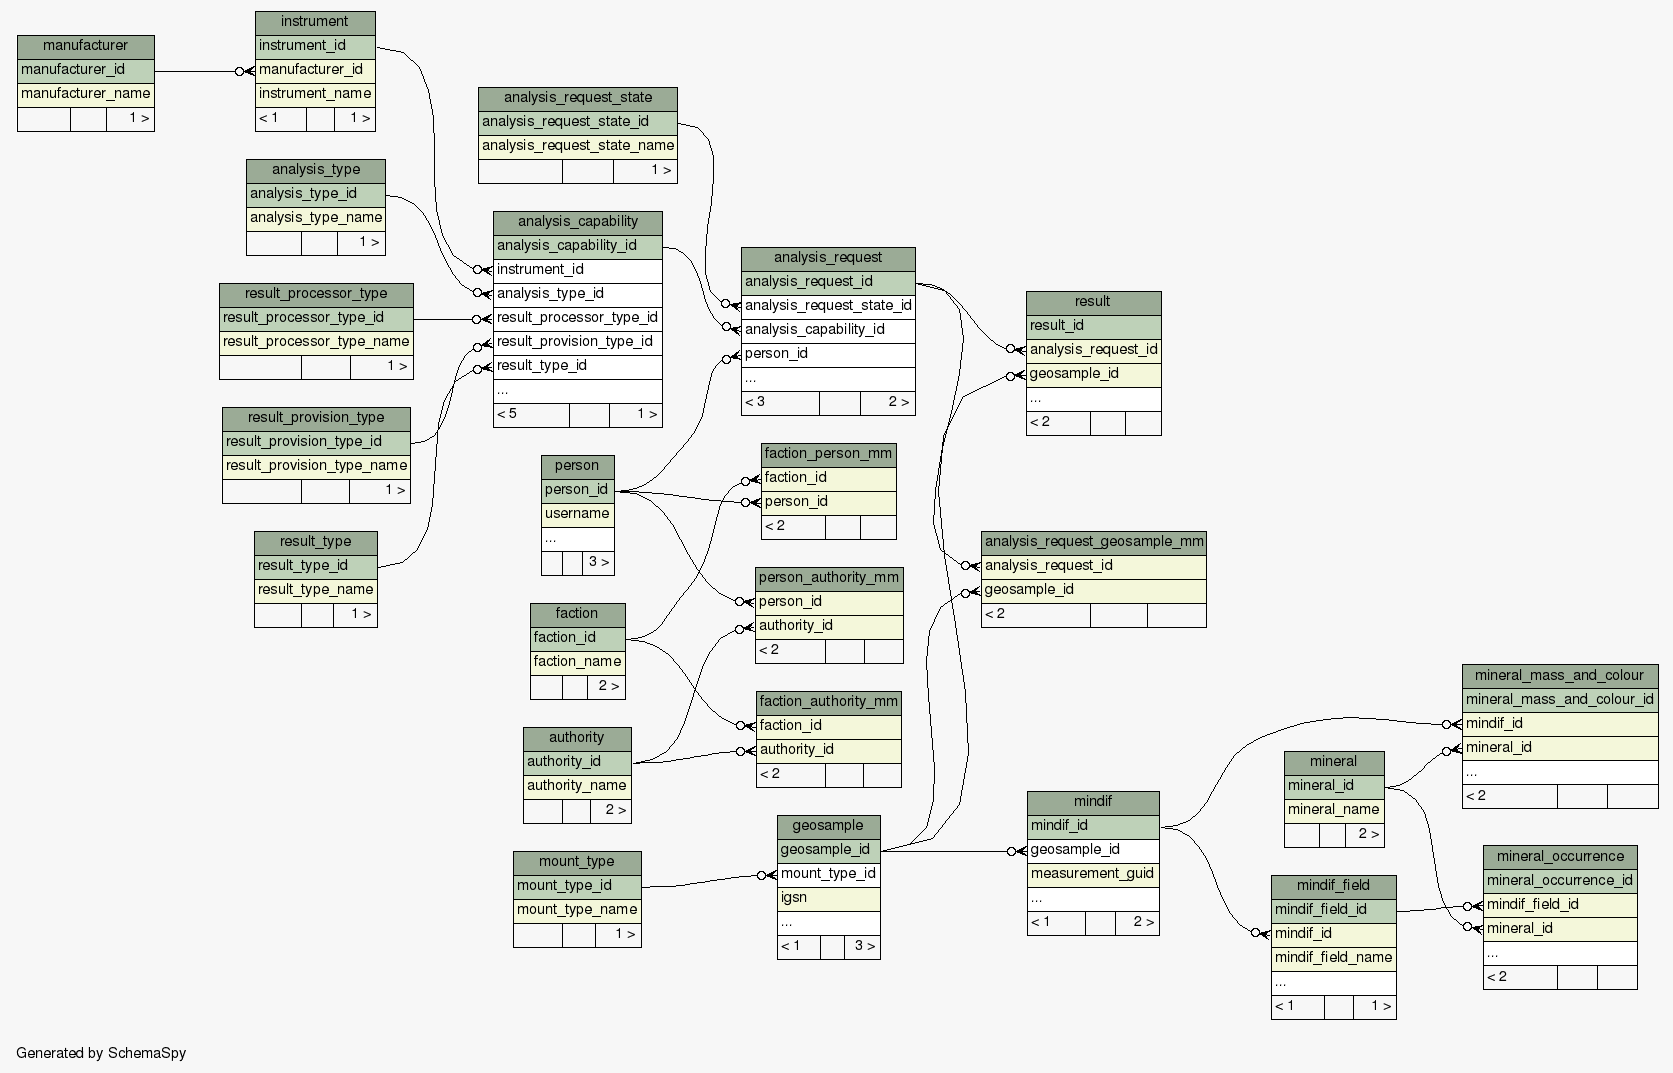 manufacturer
manufacturer_id
manufacturer_name
1 >
instrument
instrument_id
manufacturer_id
instrument_name
< 1 1 >
analysis_type
analysis_type_id
analysis_type_name
1 >
result_processor_type
result_processor_type_id
result_processor_type_name
1 >
result_provision_type
result_provision_type_id
result_provision_type_name
1 >
result_type
result_type_id
result_type_name
1 >
analysis_request_state
analysis_request_state_id
analysis_request_state_name
1 >
analysis_capability
analysis_capability_id
instrument_id
analysis_type_id
result_processor_type_id
result_provision_type_id
result_type_id
...
< 5 1 >
person
person_id
username
...
3 >
faction
faction_id
faction_name
2 >
authority
authority_id
authority_name
2 >
mount_type
mount_type_id
mount_type_name
1 >
analysis_request
analysis_request_id
analysis_request_state_id
analysis_capability_id
person_id
...
< 3 2 >
faction_person_mm
faction_id
person_id
< 2
person_authority_mm
person_id
authority_id
< 2
faction_authority_mm
faction_id
authority_id
< 2
geosample
geosample_id
mount_type_id
igsn
...
< 1 3 >
result
result_id
analysis_request_id
geosample_id
...
< 2
analysis_request_geosample_mm
analysis_request_id
geosample_id
< 2
mindif
mindif_id
geosample_id
measurement_guid
...
< 1 2 >
mineral
mineral_id
mineral_name
2 >
mindif_field
mindif_field_id
mindif_id
mindif_field_name
...
< 1 1 >
mineral_mass_and_colour
mineral_mass_and_colour_id
mindif_id
mineral_id
...
< 2
mineral_occurrence
mineral_occurrence_id
mindif_field_id
mineral_id
...
< 2
Generated by SchemaSpy